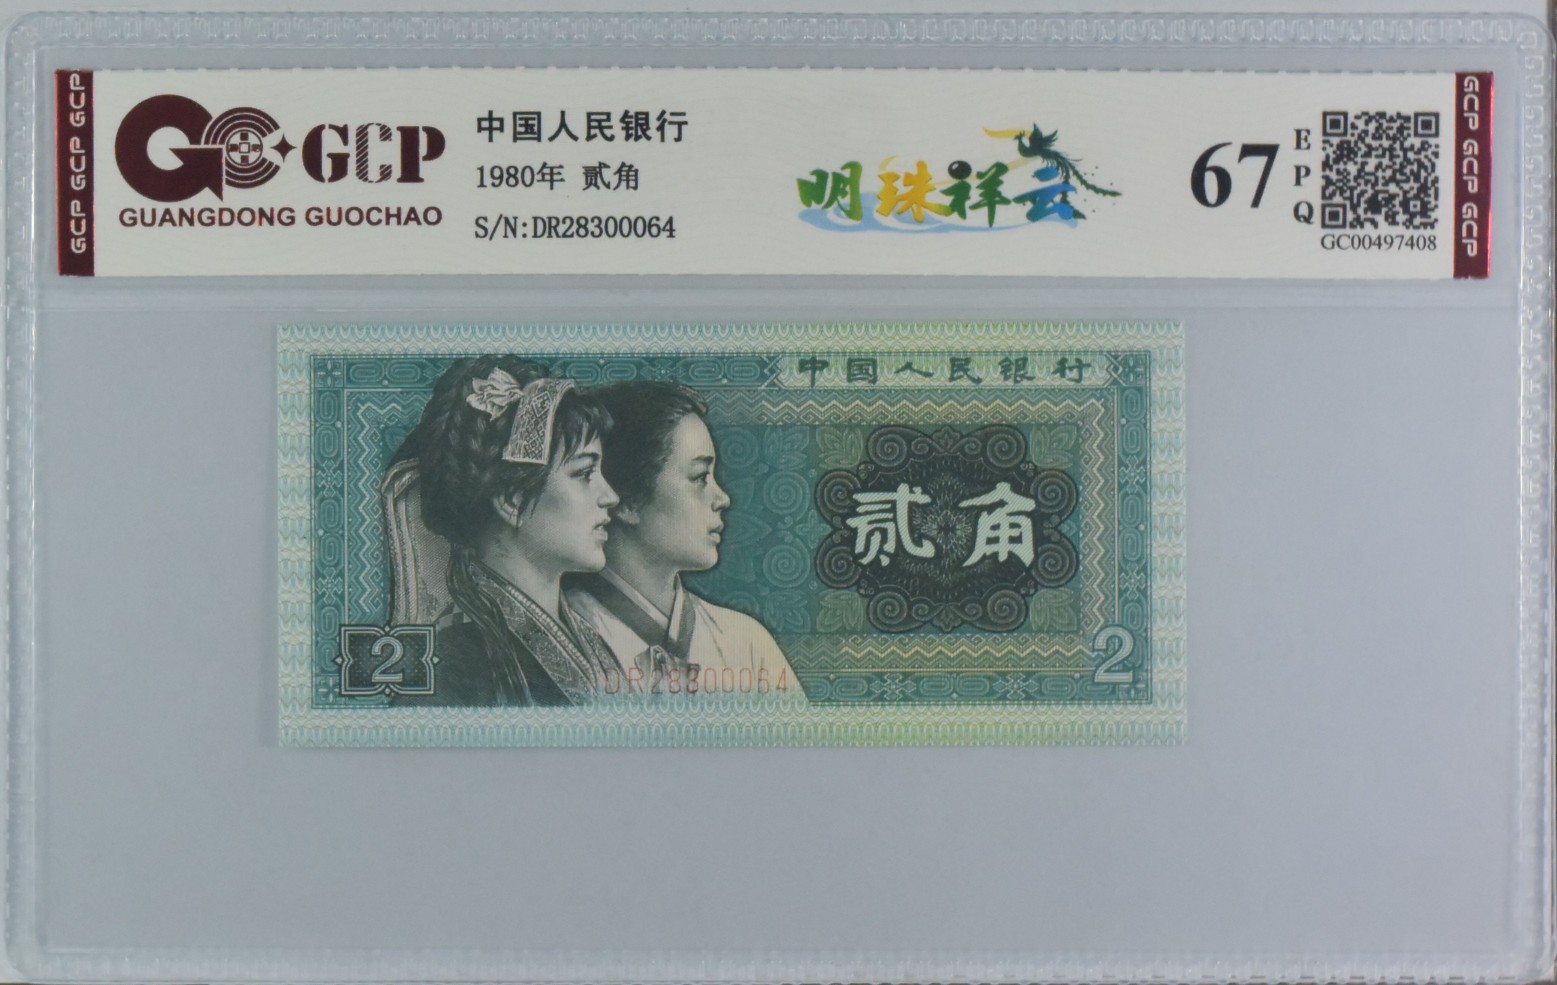 GCP GCP GCP
GCP
GUANGDONG GUOCHAO
中国人民银行
1980年 贰角
S/N:DR28300064
明珠祥云
67
EPQ
GC00497408
GCP GCP GCP
中国人民银行
贰角
2
DR28300064
2